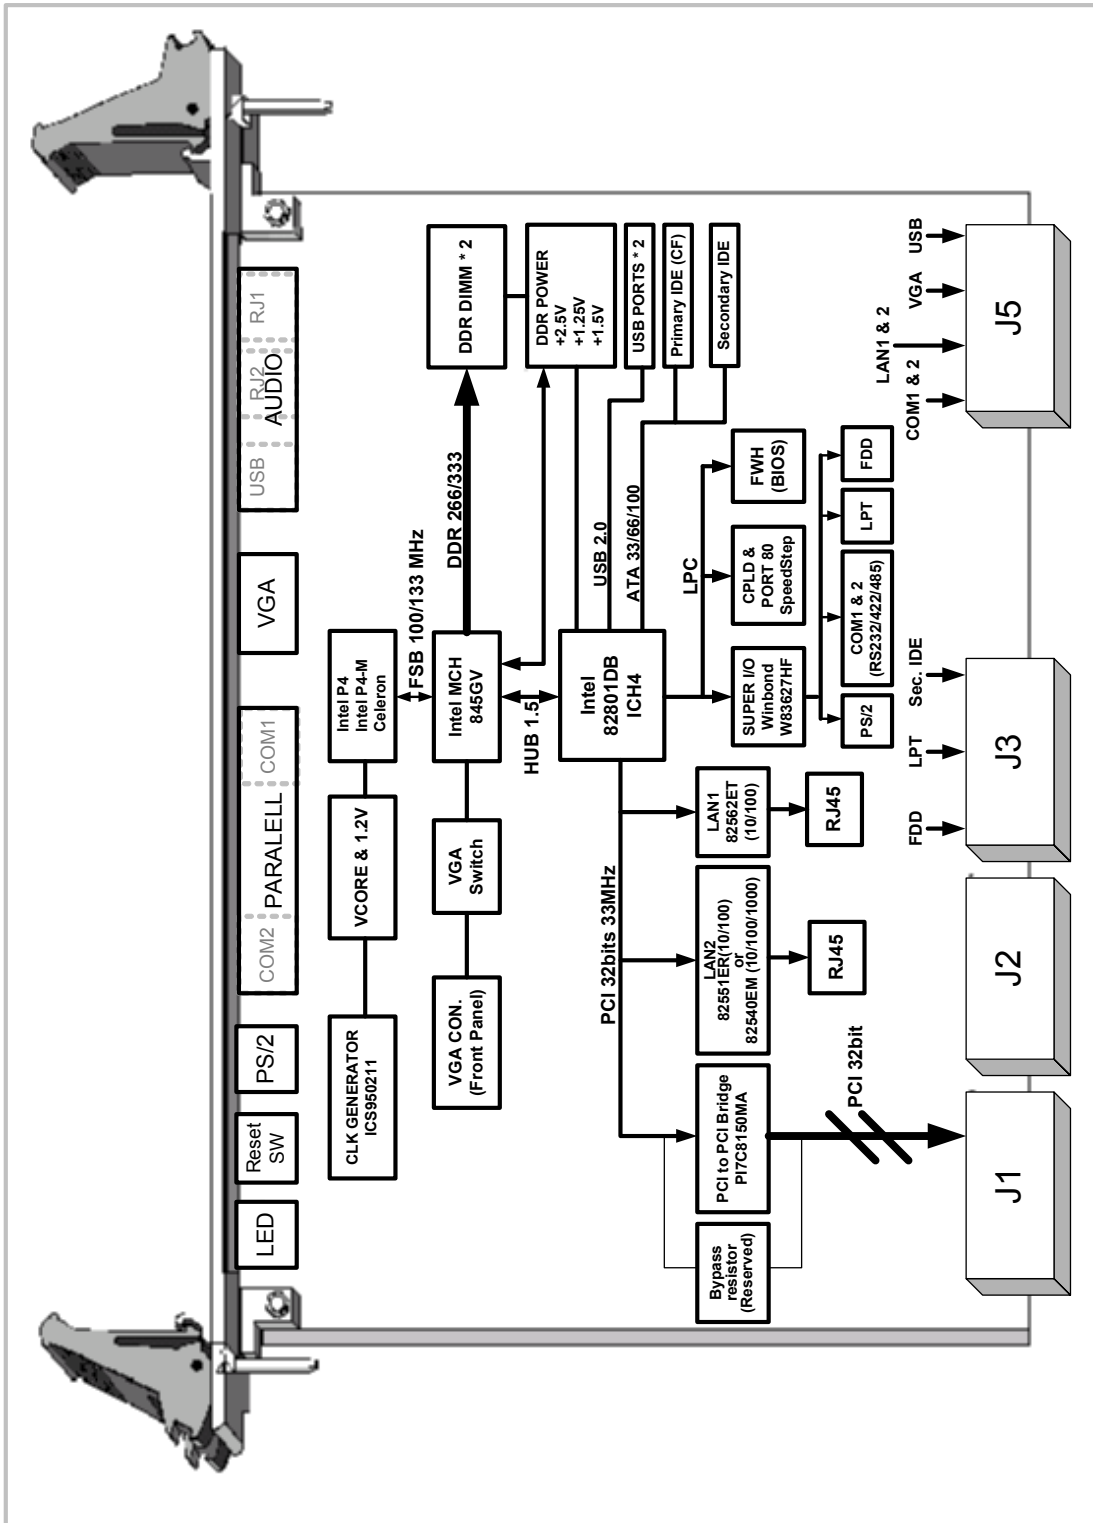 LED
Reset
SW
PS/2
COM2
PARALELL
COM1
VGA
USB
RJ2
AUDIO
RJ1
CLK GENERATOR
ICS950211
VCORE & 1.2V
Intel P4
Intel P4-M
Celeron
FSB 100/133 MHz
VGA CON.
(Front Panel)
VGA
Switch
Intel MCH
845GV
DDR 266/333
DDR DIMM * 2
HUB 1.5
DDR POWER
+2.5V
+1.25V
+1.5V
Intel
82801DB
ICH4
USB 2.0
USB PORTS * 2
ATA 33/66/100
Primary IDE (CF)
Secondary IDE
PCI 32bits 33MHz
LPC
Bypass
resistor
(Reserved)
PCI to PCI Bridge
PI7C8150MA
LAN2
82551ER(10/100)
or
82540EM (10/100/1000)
LAN1
82562ET
(10/100)
SUPER I/O
Winbond
W83627HF
CPLD &
PORT 80
SpeedStep
FWH
(BIOS)
RJ45
RJ45
PS/2
COM1 & 2
(RS232/422/485)
LPT
FDD
PCI 32bit
FDD
LPT
Sec. IDE
COM1 & 2
LAN1 & 2
VGA
USB
J1
J2
J3
J5